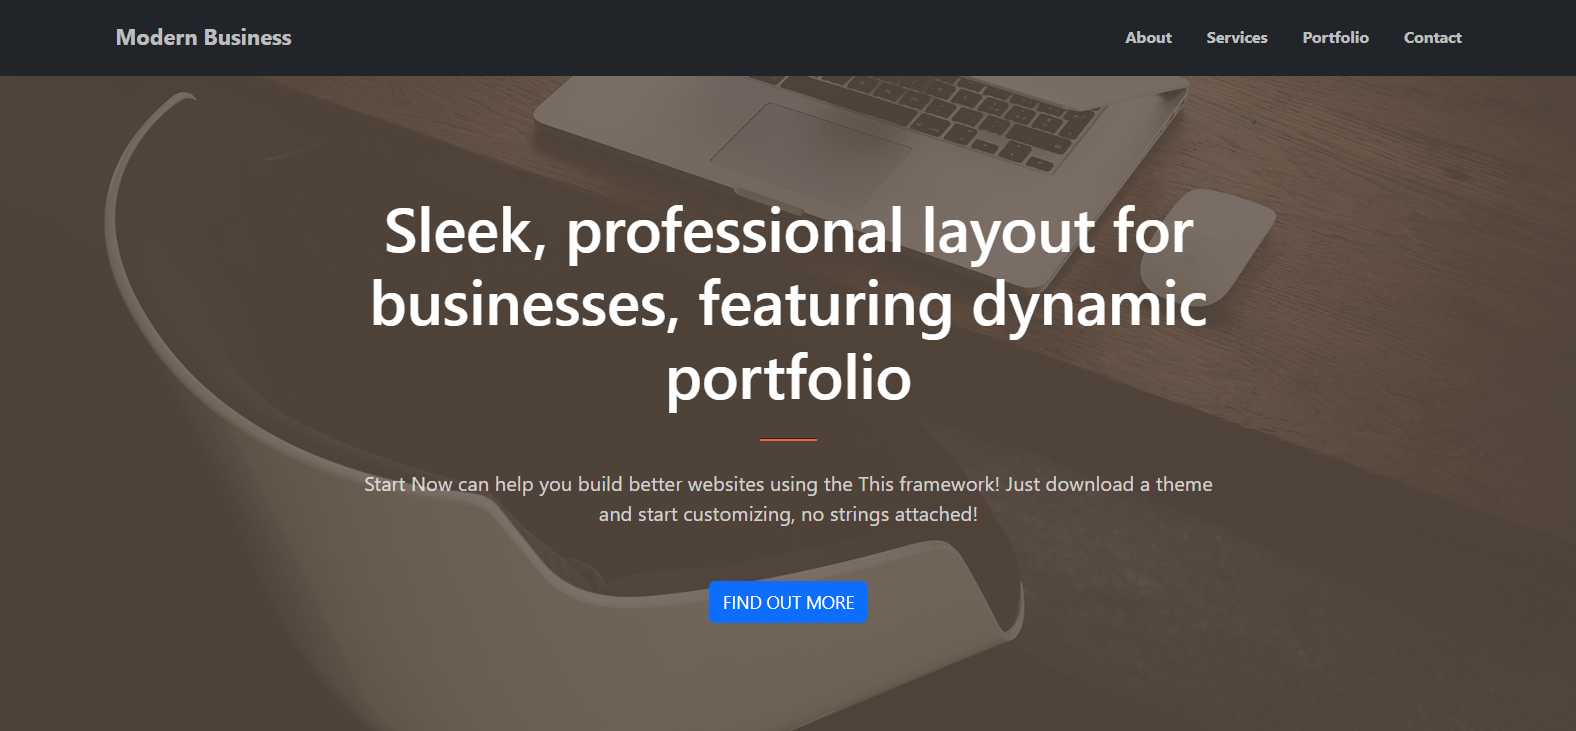 Modern Business
About Services Portfolio Contact
Sleek, professional layout for
businesses, featuring dynamic
portfolio
Start Now can help you build better websites using the This framework! Just download a theme
and start customizing, no strings attached!
FIND OUT MORE